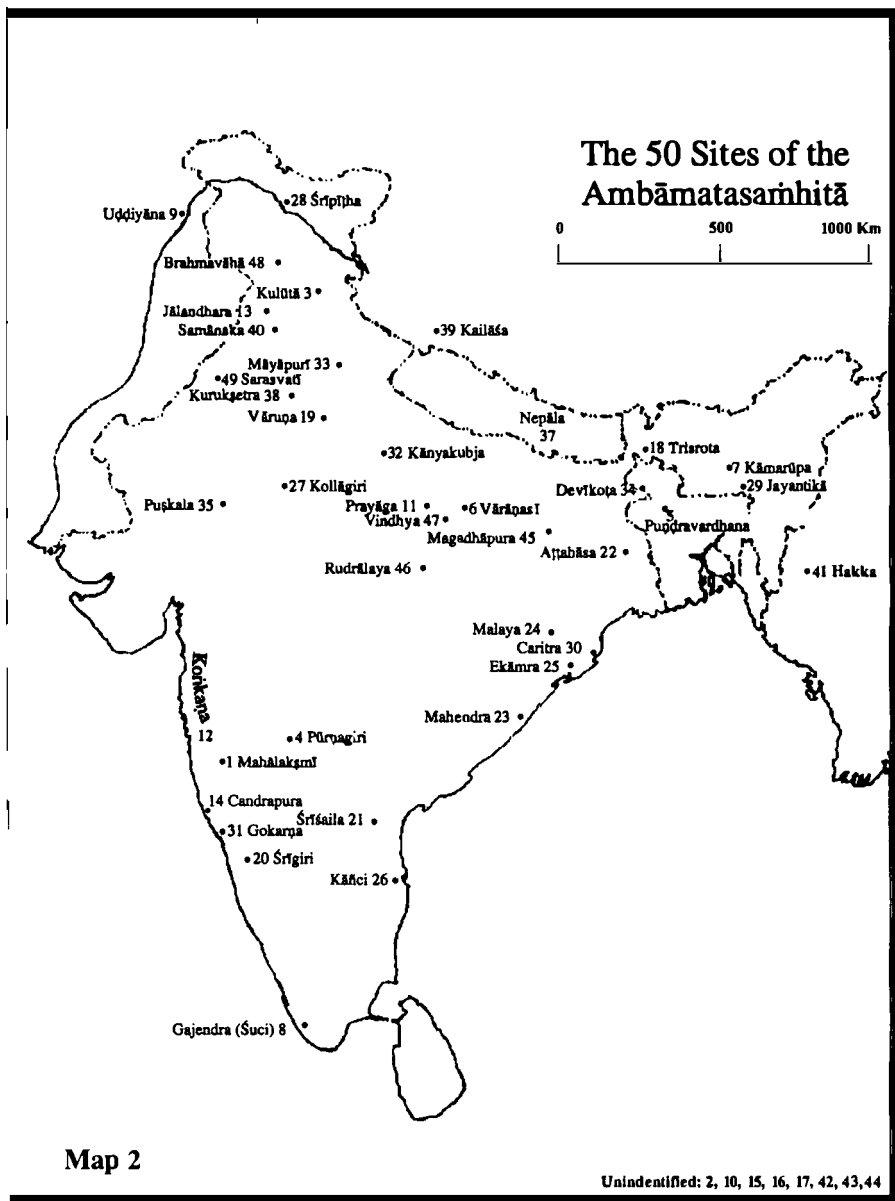 The 50 Sites of the
Ambāmatasaṁhitā
0 500 1000 Km
28 Śrīpīṭha
Uḍḍiyāna 9
Brahmavāhā 48
Kulūtā 3
Jālandhara 13
Samānaka 40
39 Kailāśa
Māyāpurī 33
49 Sarasvatī
Kurukṣetra 38
Vāruṇa 19
Nepāla
37
18 Trisrota
32 Kānyakubja
7 Kāmarūpa
29 Jayantikā
27 Kollāgiri
Devīkoṭa 34
Puṣkala 35
Prayāga 11
6 Vārāṇasī
Vindhya 47
5
Puṇḍravardhana
Magadhāpura 45
Aṭṭahāsa 22
Rudrālaya 46
41 Hakka
Malaya 24
Caritra 30
Ekāmra 25
Koṅkaṇa
12
Mahendra 23
4 Pūrṇagiri
1 Mahālakṣmī
14 Candrapura
Śrīśaila 21
31 Gokarṇa
20 Śrīgiri
Kāñci 26
Gajendra (Śuci) 8
Map 2
Unindentified: 2, 10, 15, 16, 17, 42, 43,44